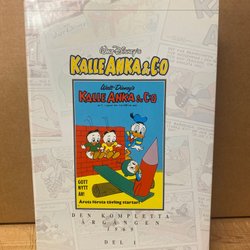 Walt Disney's
KALLE ANKA & C:O
Walt Disney's
KALLE ANKA & C:O
GOTT
NYTT
ÅR!
Årets första tävling startar!
DEN KOMPLETTA
ÅRGÅNGEN
1969
DEL 1